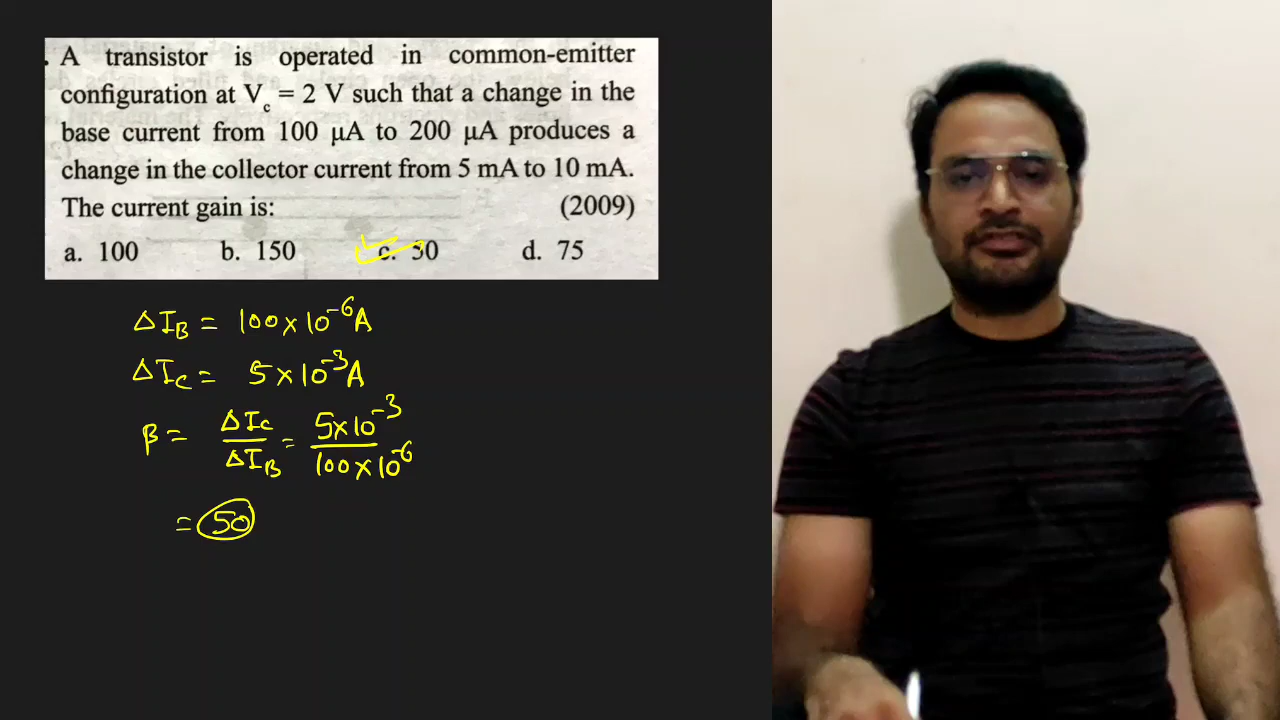 A transistor is operated in common-emitter
configuration at Vc = 2 V such that a change in the
base current from 100 µA to 200 µA produces a
change in the collector current from 5 mA to 10 mA.
The current gain is: (2009)
a. 100 b. 150 c. 50 d. 75
ΔIB = 100 × 10⁻⁶ A
ΔIC = 5 × 10⁻³ A
β = ΔIC/ΔIB = 5×10⁻³/100×10⁻⁶
= 50